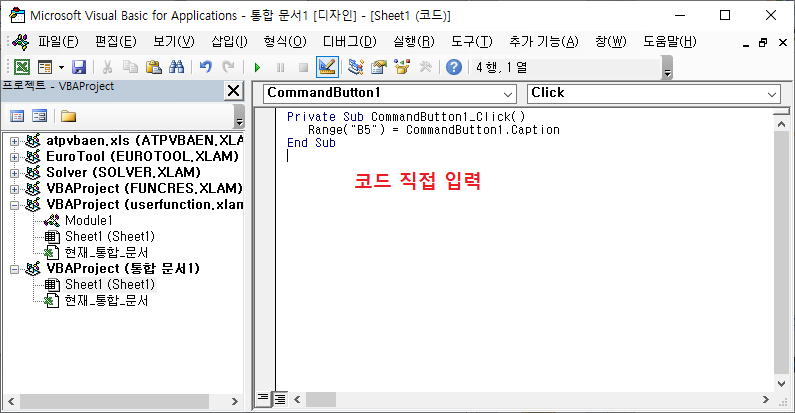 Microsoft Visual Basic for Applications - 통합 문서1 [디자인] - [Sheet1 (코드)]
파일(F) 편집(E) 보기(V) 삽입(I) 형식(O) 디버그(D) 실행(R) 도구(T) 추가 기능(A) 창(W) 도움말(H)
4 행, 1 열
프로젝트 - VBAProject
atpvbaen.xls (ATPVBAEN.XLAM
EuroTool (EUROTOOL.XLAM)
Solver (SOLVER.XLAM)
VBAProject (FUNCRES.XLAM)
VBAProject (userfunction.xlam
Module1
Sheet1 (Sheet1)
현재_통합_문서
VBAProject (통합 문서1)
Sheet1 (Sheet1)
현재_통합_문서
CommandButton1 Click
Private Sub CommandButton1_Click()
Range("B5") = CommandButton1.Caption
End Sub
코드 직접 입력